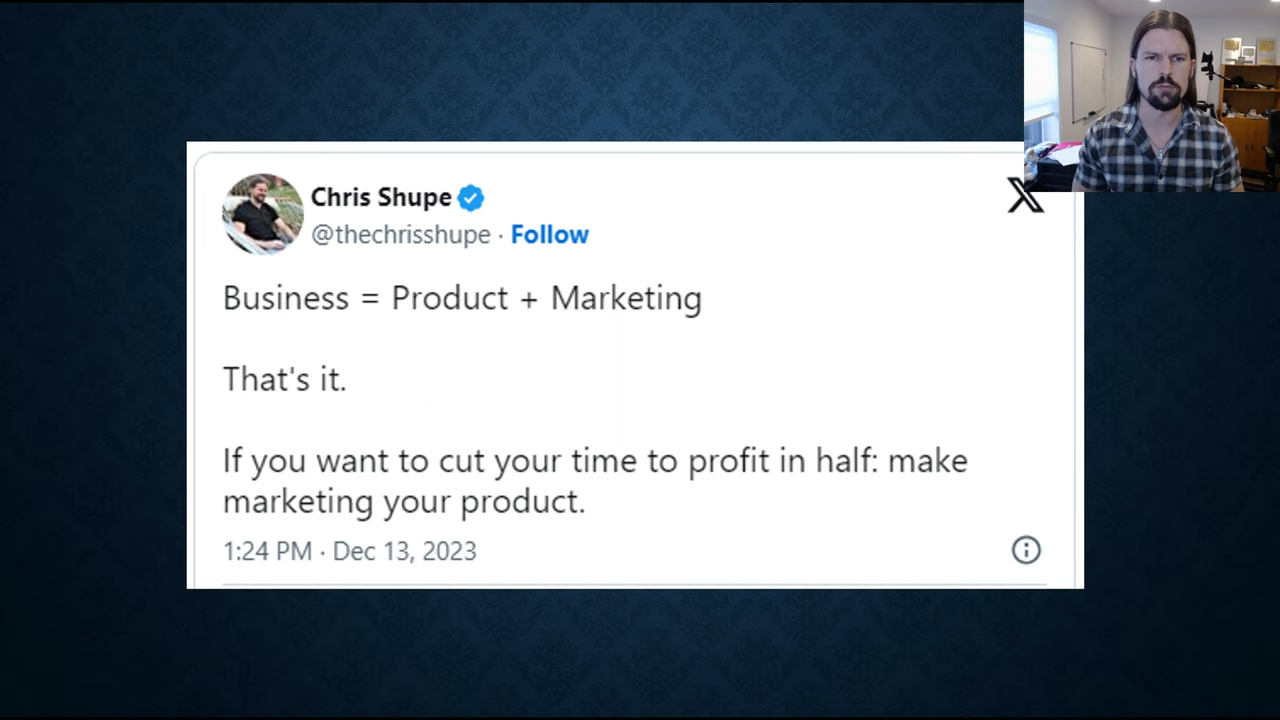 Chris Shupe
@thechrisshupe · Follow
Business = Product + Marketing
That's it.
If you want to cut your time to profit in half: make
marketing your product.
1:24 PM · Dec 13, 2023